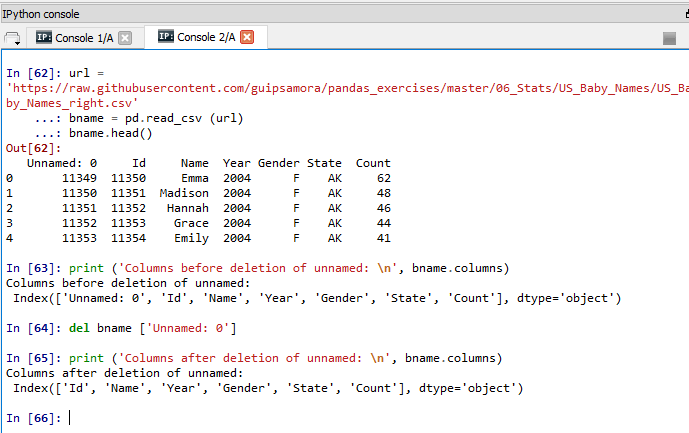 IPython console
IP: Console 1/A IP: Console 2/A
In [62]: url =
'https://raw.githubusercontent.com/guipsamora/pandas_exercises/master/06_Stats/US_Baby_Names/US_Ba
by_Names_right.csv'
...: bname = pd.read_csv (url)
...: bname.head()
Out[62]:
Unnamed: 0 Id Name Year Gender State Count
0 11349 11350 Emma 2004 F AK 62
1 11350 11351 Madison 2004 F AK 48
2 11351 11352 Hannah 2004 F AK 46
3 11352 11353 Grace 2004 F AK 44
4 11353 11354 Emily 2004 F AK 41
In [63]: print ('Columns before deletion of unnamed: \n', bname.columns)
Columns before deletion of unnamed:
Index(['Unnamed: 0', 'Id', 'Name', 'Year', 'Gender', 'State', 'Count'], dtype='object')
In [64]: del bname ['Unnamed: 0']
In [65]: print ('Columns after deletion of unnamed: \n', bname.columns)
Columns after deletion of unnamed:
Index(['Id', 'Name', 'Year', 'Gender', 'State', 'Count'], dtype='object')
In [66]: